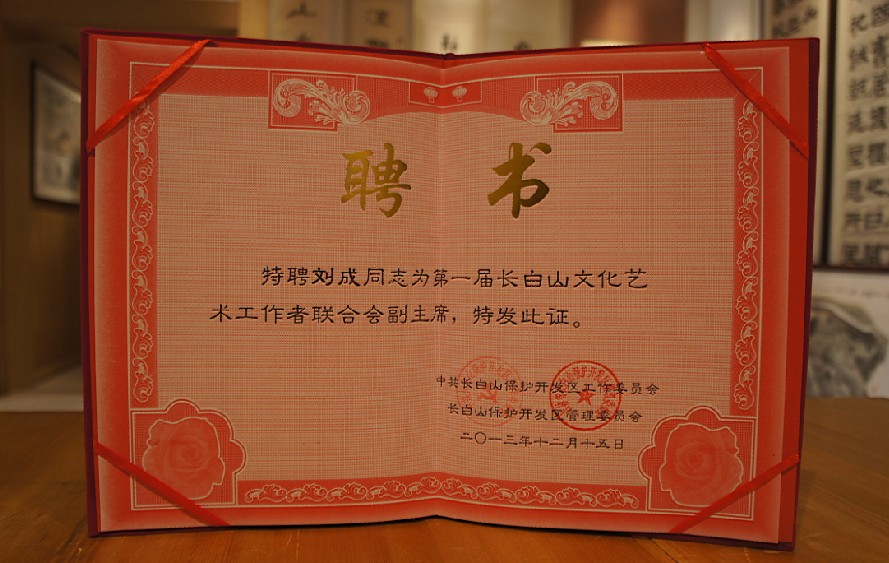 聘书
特聘刘成同志为第一届长白山文化艺
术工作者联合会副主席，特发此证。
中共长白山保护开发区工作委员会
长白山保护开发区管理委员会
二〇一三年十二月十五日